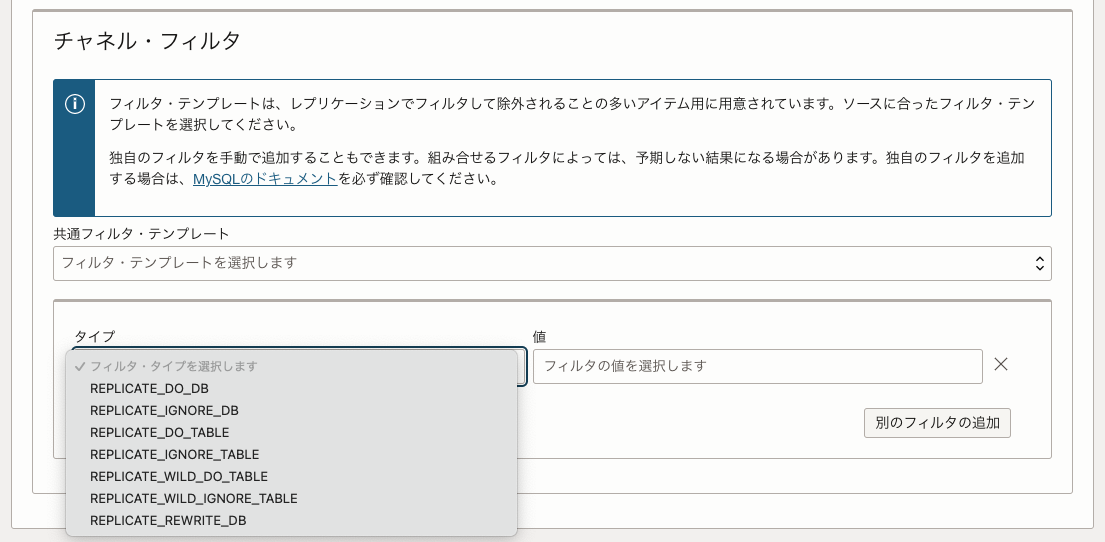 チャネル・フィルタ
フィルタ・テンプレートは、レプリケーションでフィルタして除外されることの多いアイテム用に用意されています。ソースに合ったフィルタ・テン
プレートを選択してください。
独自のフィルタを手動で追加することもできます。組み合せるフィルタによっては、予期しない結果になる場合があります。独自のフィルタを追加
する場合は、MySQLのドキュメントを必ず確認してください。
共通フィルタ・テンプレート
フィルタ・テンプレートを選択します
タイプ
値
フィルタ・タイプを選択します
フィルタの値を選択します
REPLICATE_DO_DB
REPLICATE_IGNORE_DB
REPLICATE_DO_TABLE
別のフィルタの追加
REPLICATE_IGNORE_TABLE
REPLICATE_WILD_DO_TABLE
REPLICATE_WILD_IGNORE_TABLE
REPLICATE_REWRITE_DB